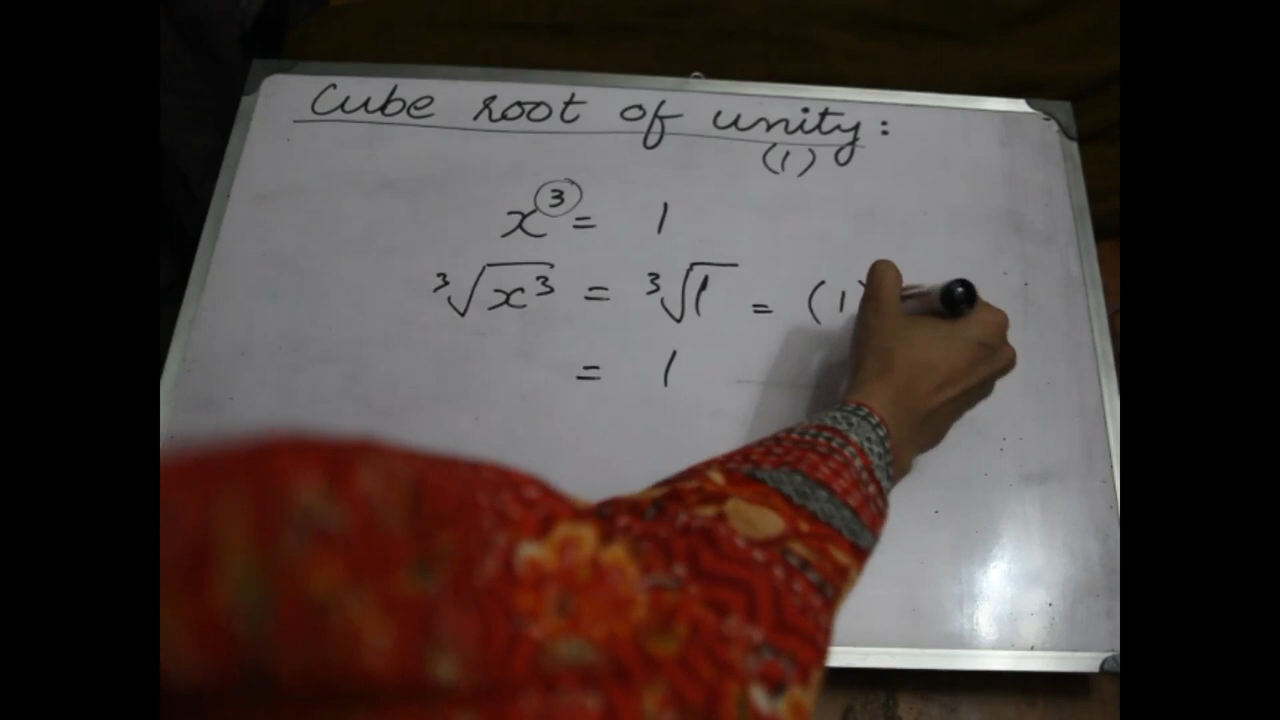 Cube root of unity:
(1)
x³ = 1
³√x³ = ³√1 = (1)
= 1